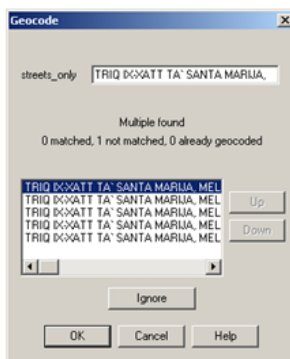 Geocode
streets_only TRIQ IX-XATT TA` SANTA MARIJA,
Multiple found
0 matched, 1 not matched, 0 already geocoded
TRIQ IX-XATT TA` SANTA MARIJA, MEL
TRIQ IX-XATT TA` SANTA MARIJA, MEL
TRIQ IX-XATT TA` SANTA MARIJA, MEL
TRIQ IX-XATT TA` SANTA MARIJA, MEL
TRIQ IX-XATT TA` SANTA MARIJA, MEL
Up
Down
Ignore
OK Cancel Help